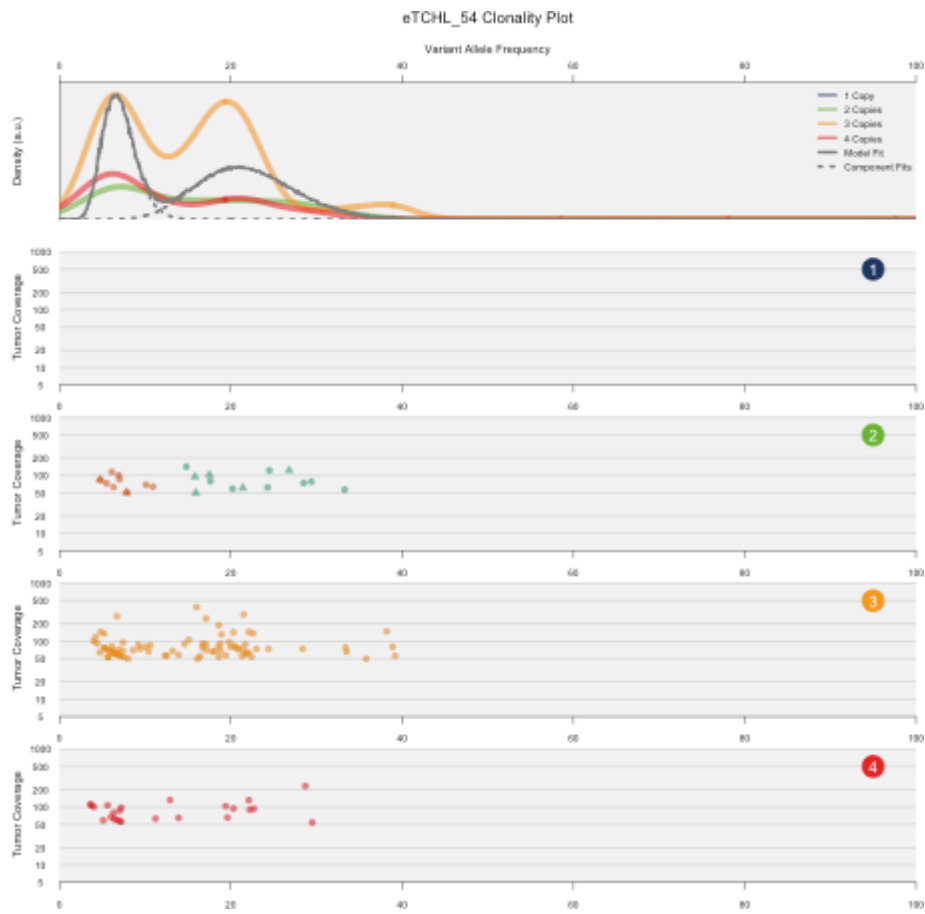 eTCHL_54 Clonality Plot
Variant Allele Frequency
0 20 40 60 80 100
Density (a.u.)
1 Copy
2 Copies
3 Copies
4 Copies
Model Fit
Component Fits
Tumor Coverage
1000
500
200
100
50
20
10
5
1
0 20 40 60 80 100
Tumor Coverage
1000
500
200
100
50
20
10
5
2
0 20 40 60 80 100
Tumor Coverage
1000
500
200
100
50
20
10
5
3
0 20 40 60 80 100
Tumor Coverage
1000
500
200
100
50
20
10
5
4
0 20 40 60 80 100